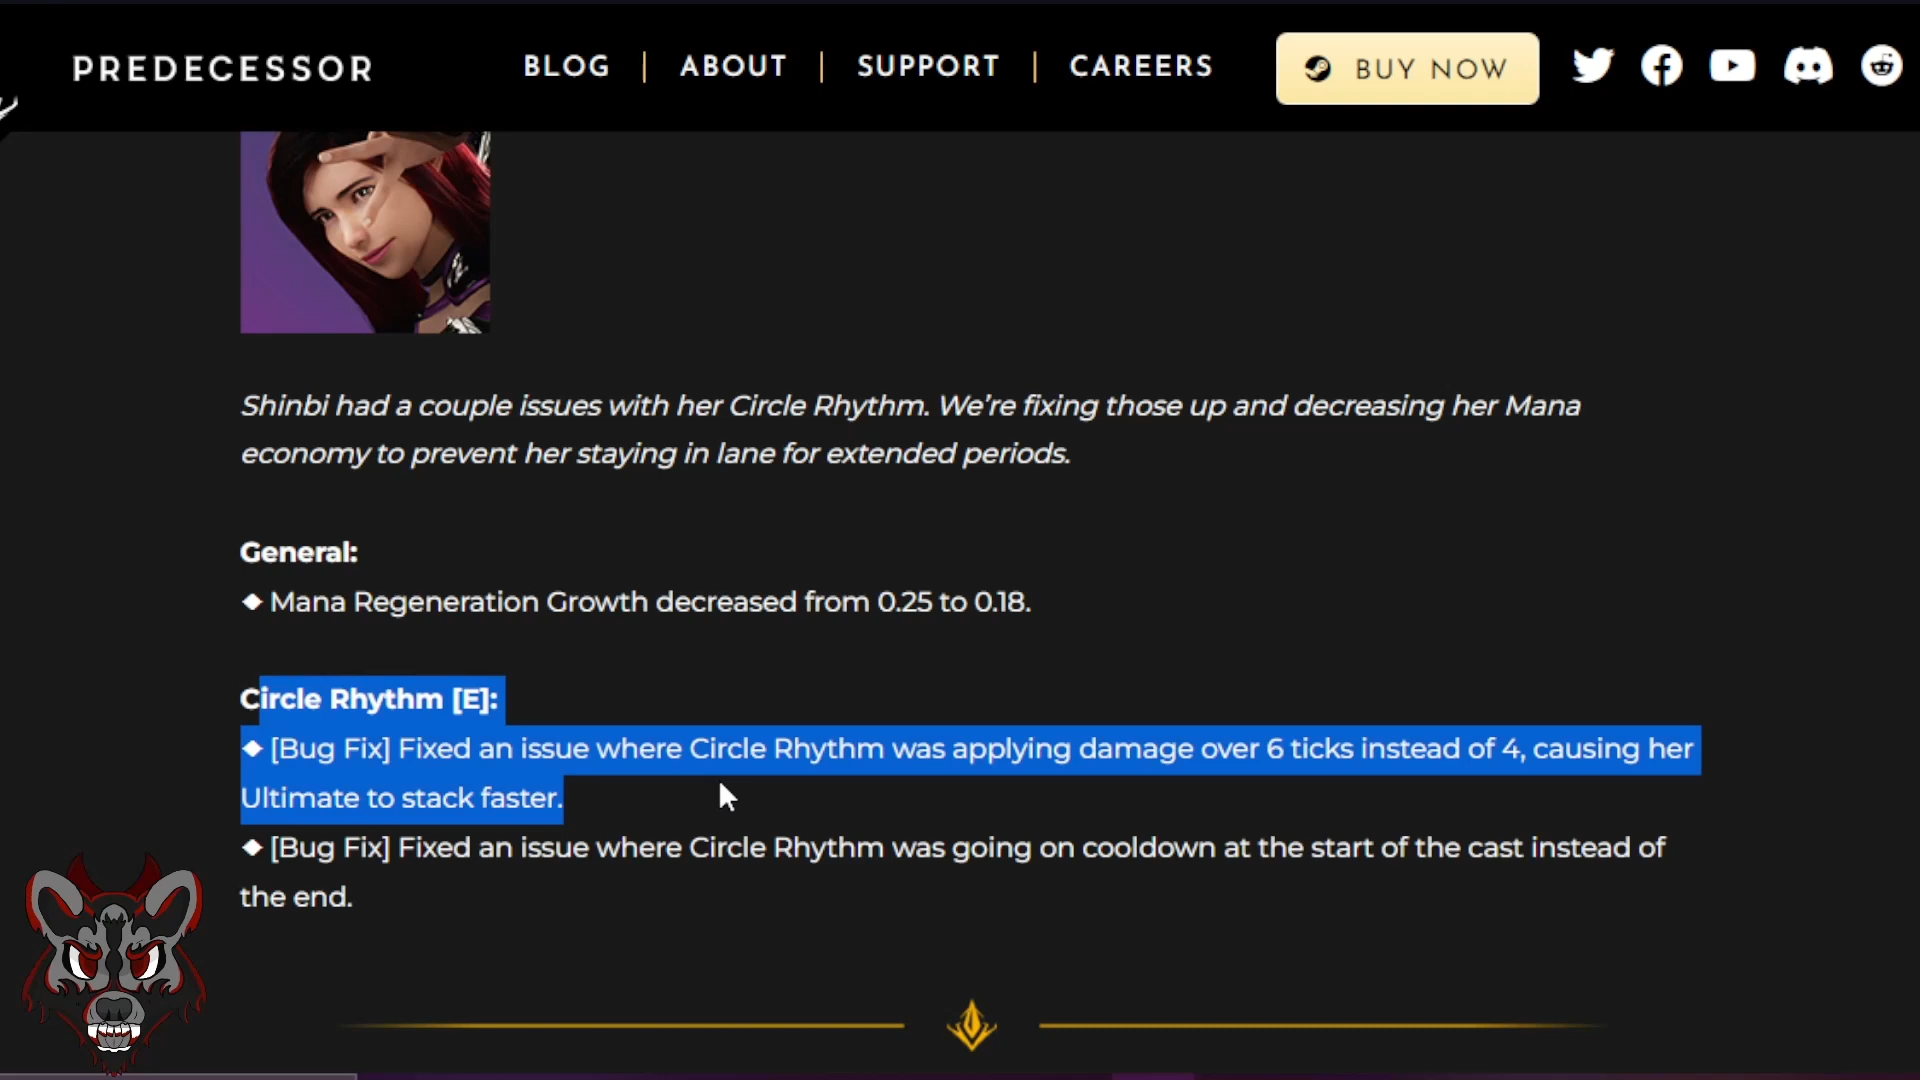 PREDECESSOR
BLOG | ABOUT | SUPPORT | CAREERS
BUY NOW
Shinbi had a couple issues with her Circle Rhythm. We're fixing those up and decreasing her Mana
economy to prevent her staying in lane for extended periods.
General:
◆ Mana Regeneration Growth decreased from 0.25 to 0.18.
Circle Rhythm [E]:
◆ [Bug Fix] Fixed an issue where Circle Rhythm was applying damage over 6 ticks instead of 4, causing her
Ultimate to stack faster.
◆ [Bug Fix] Fixed an issue where Circle Rhythm was going on cooldown at the start of the cast instead of
the end.